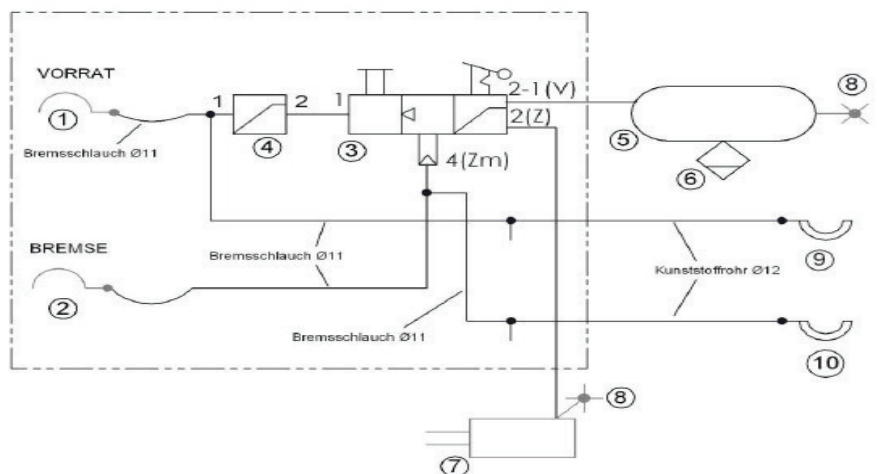 VORRAT
1
Bremsschlauch Ø11
1
2
4
1
3
2-1(V)
2(Z)
4(Zm)
5
6
8
BREMSE
2
Bremsschlauch Ø11
Bremsschlauch Ø11
Kunststoffrohr Ø12
9
10
8
7